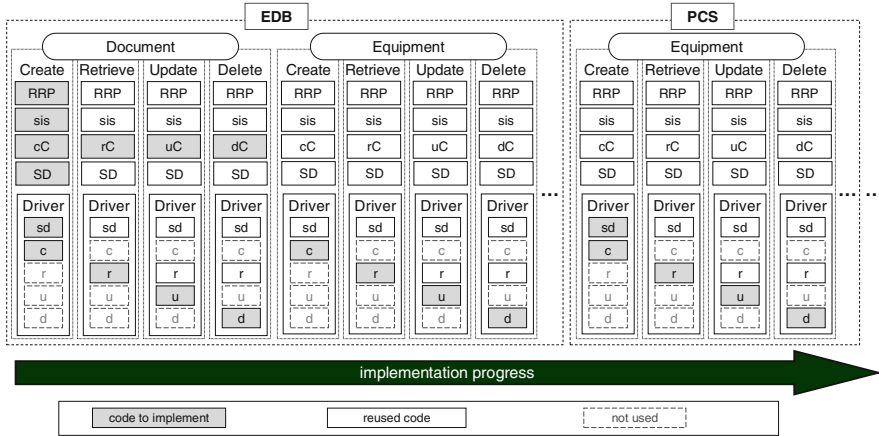 EDB PCS
Document Equipment Equipment
Create Retrieve Update Delete Create Retrieve Update Delete Create Retrieve Update Delete
RRP RRP RRP RRP RRP RRP RRP RRP RRP RRP RRP RRP
sis sis sis sis sis sis sis sis sis sis sis sis
cC rC uC dC cC rC uC dC cC rC uC dC
SD SD SD SD SD SD SD SD SD SD SD SD
... ... ...
Driver Driver Driver Driver Driver Driver Driver Driver Driver Driver Driver Driver
sd sd sd sd sd sd sd sd sd sd sd sd
c c c c c c c c c c c c
r r r r r r r r r r r r
u u u u u u u u u u u u
d d d d d d d d d d d d
implementation progress
code to implement reused code not used